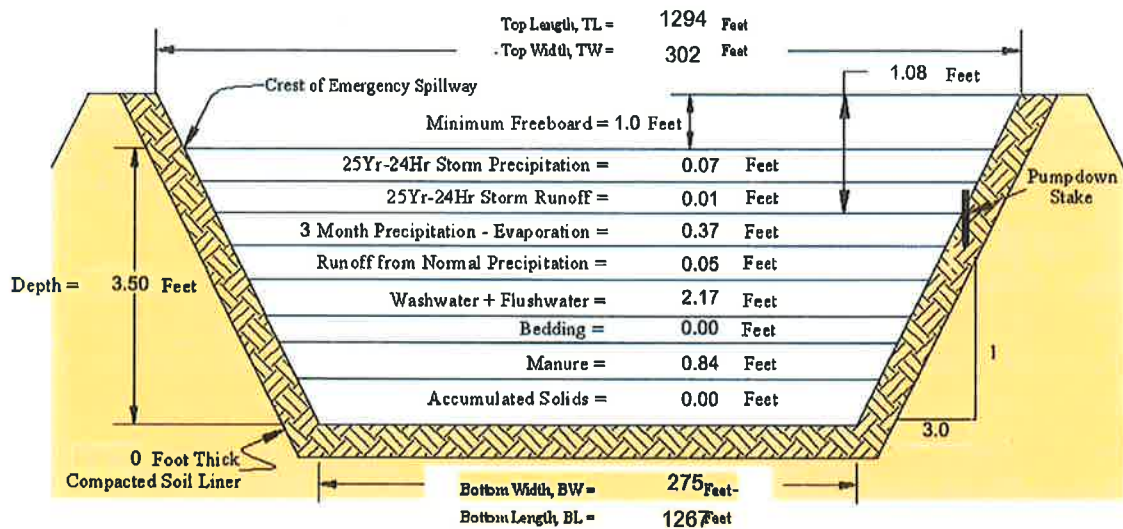 Top Length, TL = 1294 Feet
Top Width, TW = 302 Feet
1.08 Feet
Crest of Emergency Spillway
Minimum Freeboard = 1.0 Feet
25Yr-24Hr Storm Precipitation = 0.07 Feet
25Yr-24Hr Storm Runoff = 0.01 Feet
Pumpdown
Stake
3 Month Precipitation - Evaporation = 0.37 Feet
Runoff from Normal Precipitation = 0.05 Feet
Depth = 3.50 Feet
Washwater + Flushwater = 2.17 Feet
Bedding = 0.00 Feet
Manure = 0.84 Feet
1
Accumulated Solids = 0.00 Feet
3.0
0 Foot Thick
Compacted Soil Liner
Bottom Width, BW = 275 Feet
Bottom Length, BL = 1267 Feet